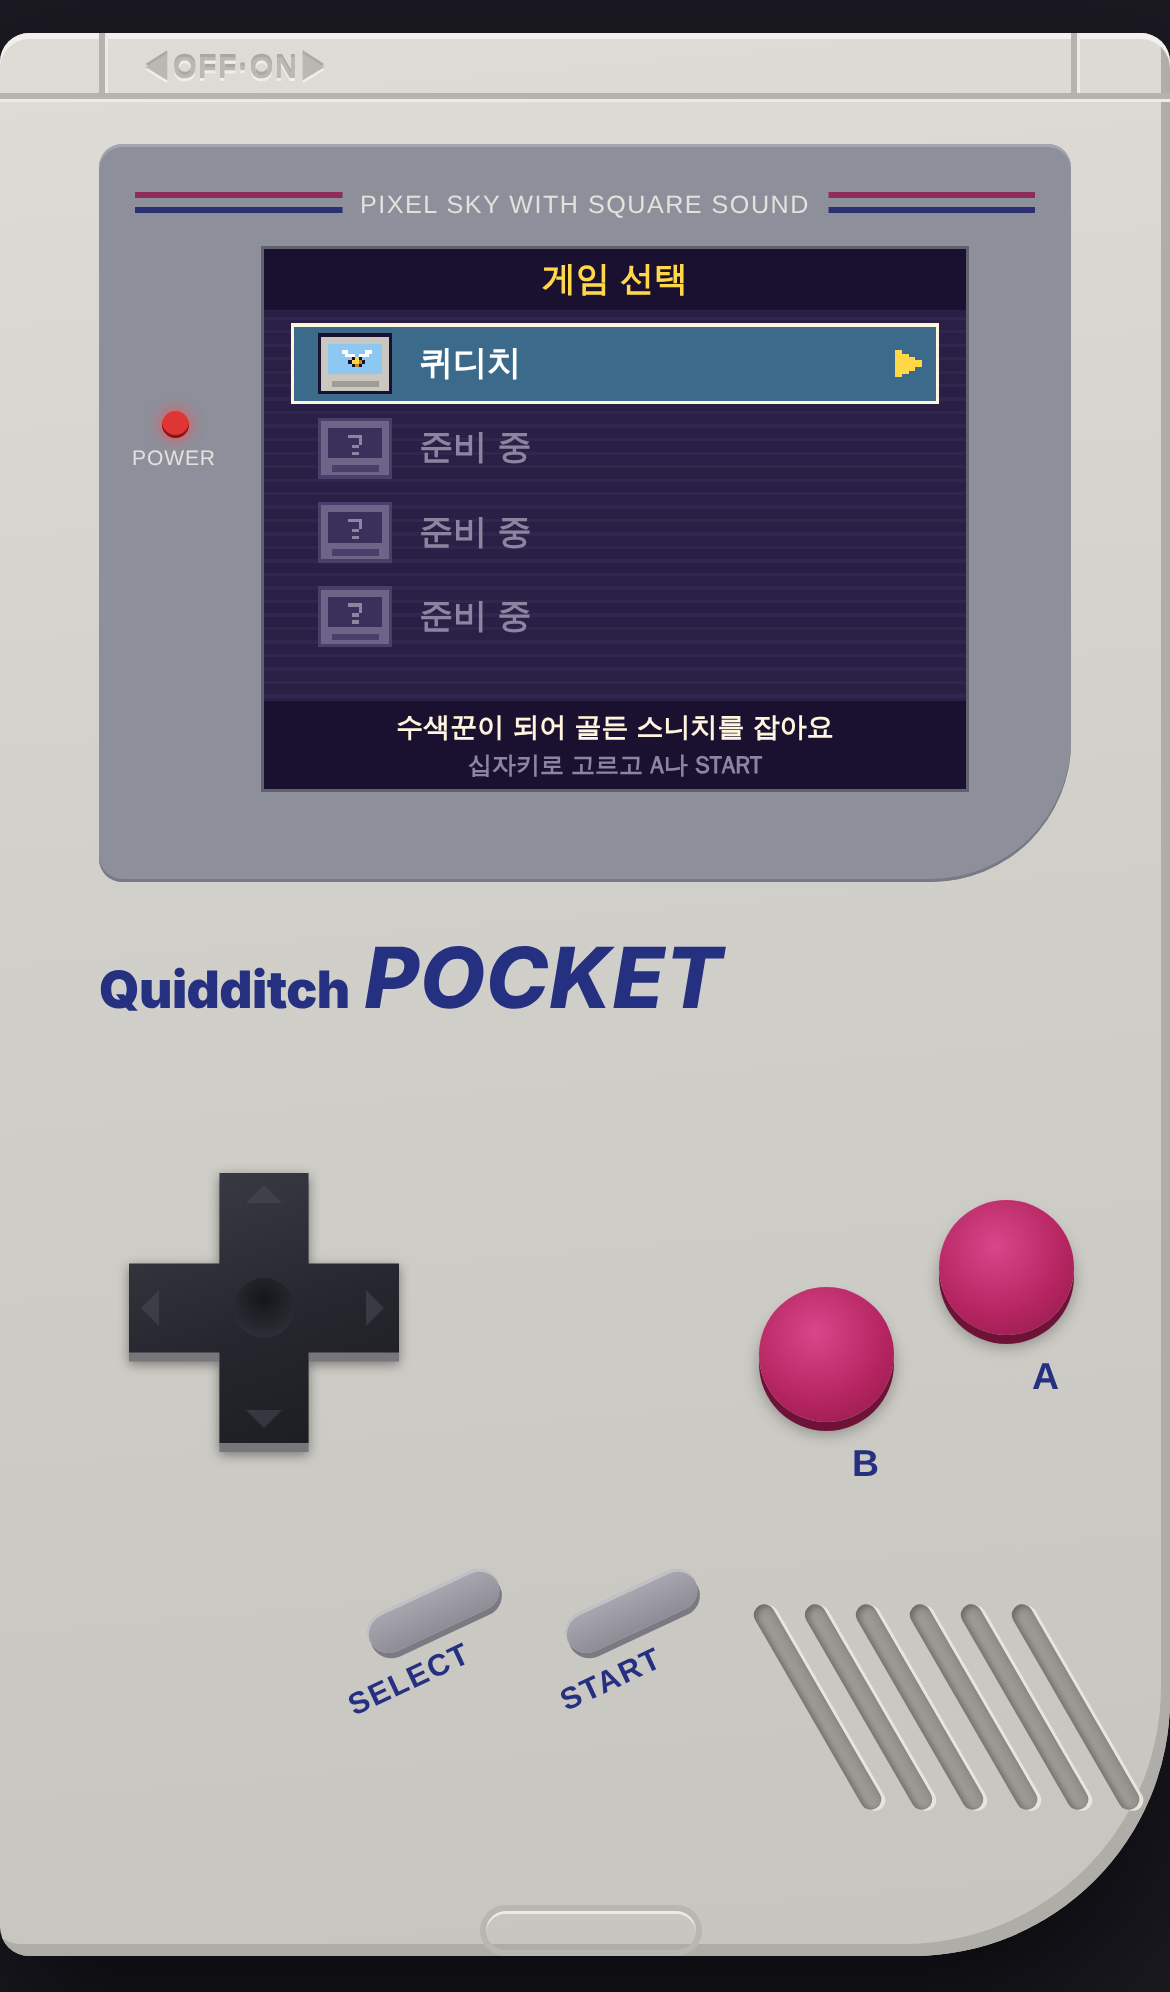 OFF·ON
PIXEL SKY WITH SQUARE SOUND
게임 선택
퀴디치
POWER
? 준비 중
? 준비 중
? 준비 중
수색꾼이 되어 골든 스니치를 잡아요
십자키로 고르고 A나 START
Quidditch POCKET
A
B
SELECT
START